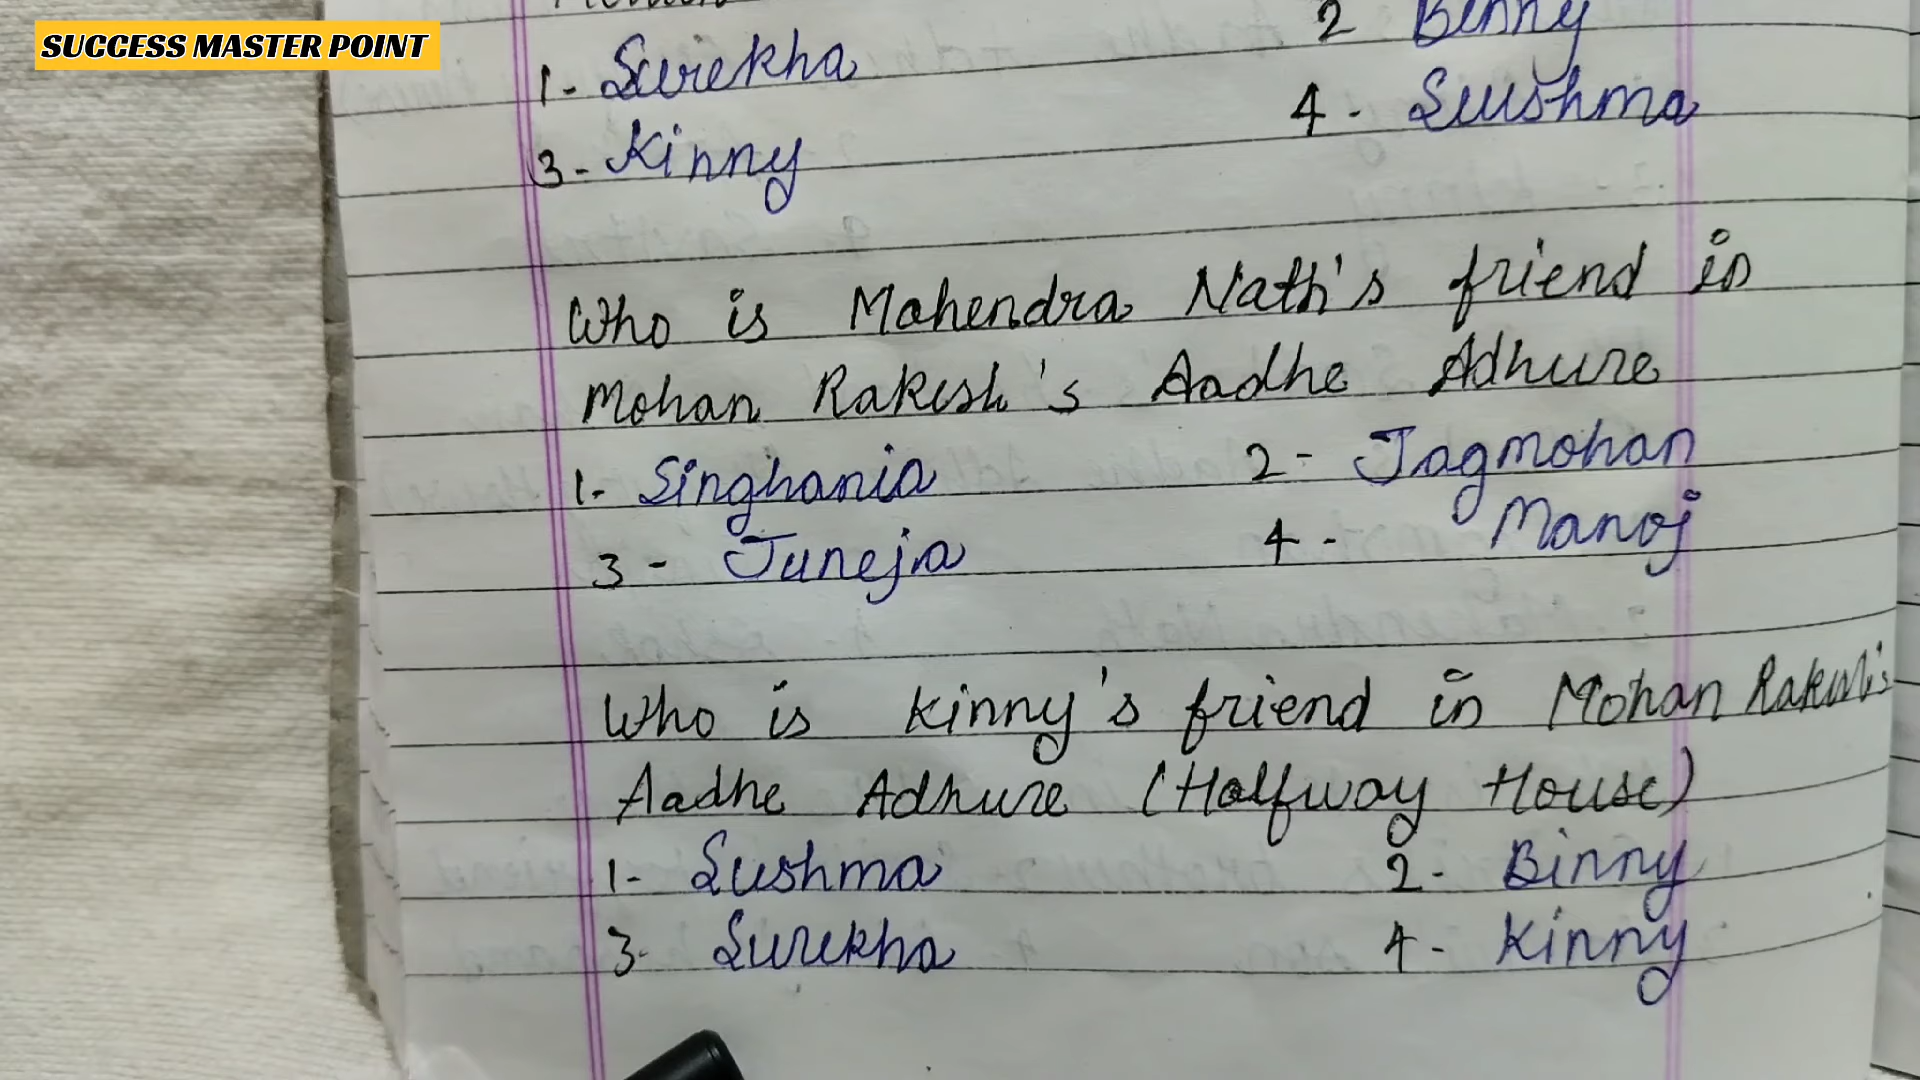 SUCCESS MASTER POINT
1- Surekha
2 Binny
3- Kinny
4- Sushma
Who is Mahendra Nath's friend in
Mohan Rakesh's Aadhe Adhure
1- Singhania
2- Jagmohan
3- Juneja
4- Manoj
Who is Kinny's friend in Mohan Rakesh's
Aadhe Adhure (Halfway House)
1- Sushma
2- Binny
3- Surekha
4- Kinny